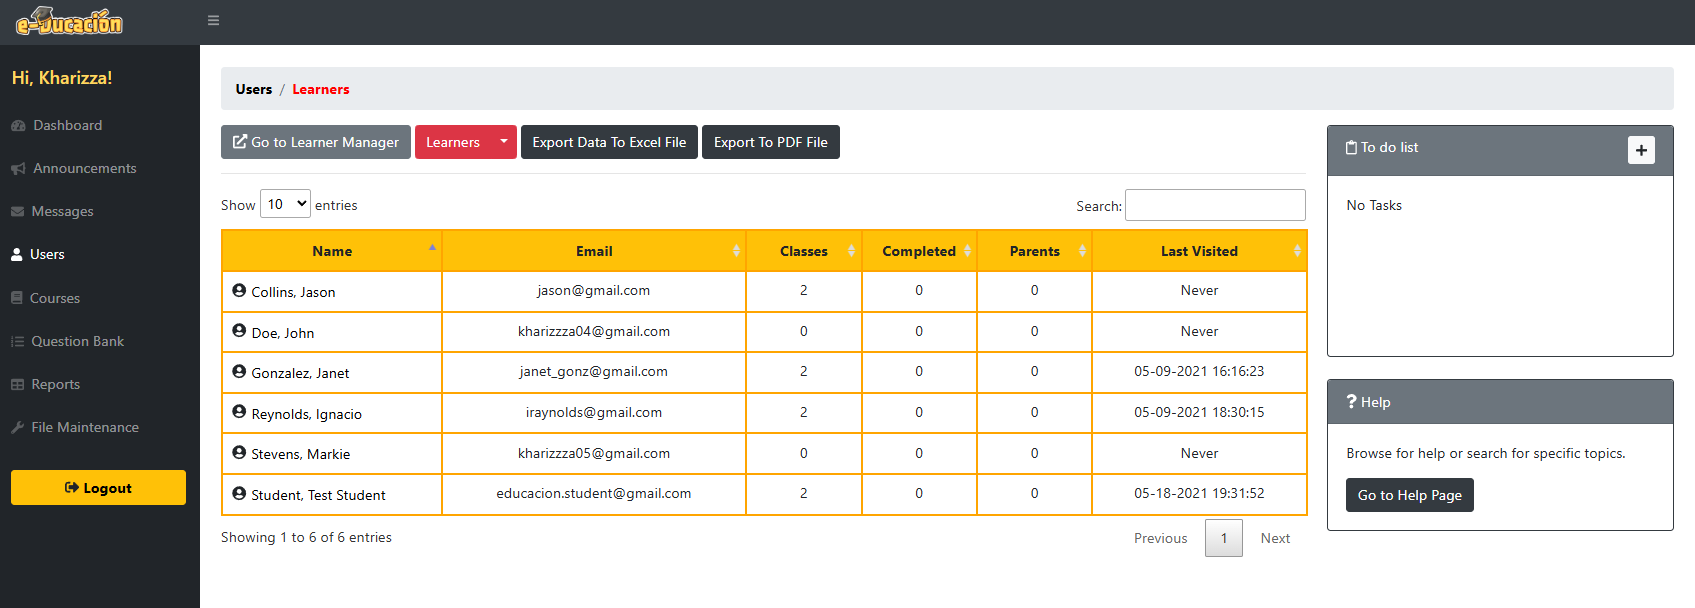 e-Ducación
Hi, Kharizza!
Dashboard
Announcements
Messages
Users
Courses
Question Bank
Reports
File Maintenance
Logout
Users / Learners
Go to Learner Manager Learners Export Data To Excel File Export To PDF File
Show 10 entries Search:
Name Email Classes Completed Parents Last Visited
Collins, Jason jason@gmail.com 2 0 0 Never
Doe, John kharizzza04@gmail.com 0 0 0 Never
Gonzalez, Janet janet_gonz@gmail.com 2 0 0 05-09-2021 16:16:23
Reynolds, Ignacio iraynolds@gmail.com 2 0 0 05-09-2021 18:30:15
Stevens, Markie kharizzza05@gmail.com 0 0 0 Never
Student, Test Student educacion.student@gmail.com 2 0 0 05-18-2021 19:31:52
Showing 1 to 6 of 6 entries Previous 1 Next
To do list +
No Tasks
? Help
Browse for help or search for specific topics.
Go to Help Page